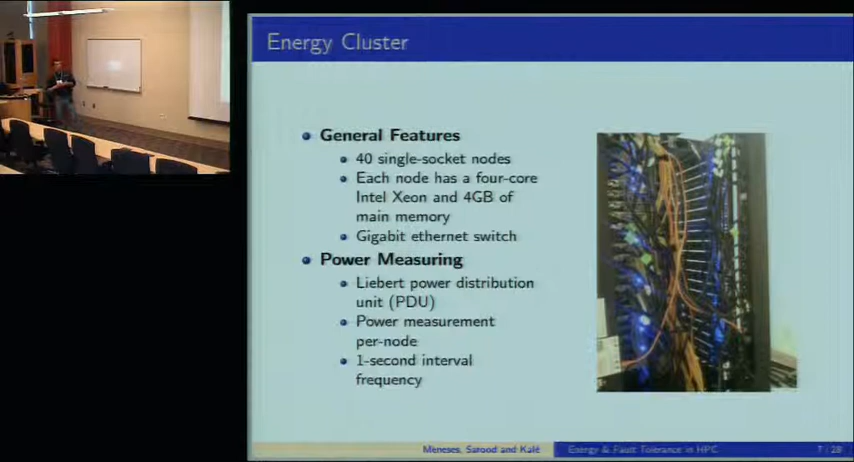 Energy Cluster
General Features
40 single-socket nodes
Each node has a four-core
Intel Xeon and 4GB of
main memory
Gigabit ethernet switch
Power Measuring
Liebert power distribution
unit (PDU)
Power measurement
per-node
1-second interval
frequency
Meneses, Sarood and Kalé
Energy & Fault Tolerance in HPC
7 / 28